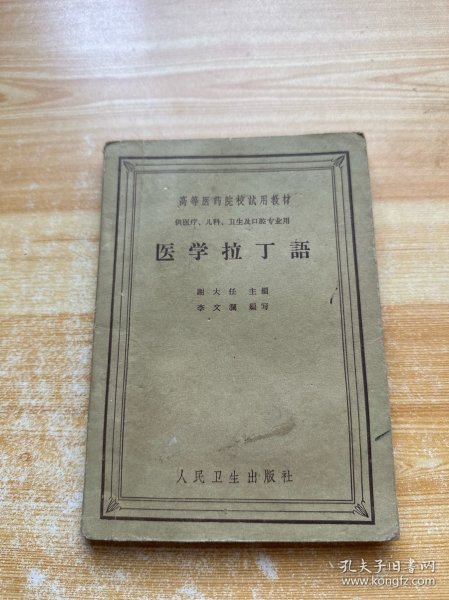 高等医药院校试用教材
供医疗、儿科、卫生及口腔专业用
医学拉丁語
謝大任 主編
李文瀾 編写
人民卫生出版社
孔夫子旧书网
www.kongfz.com